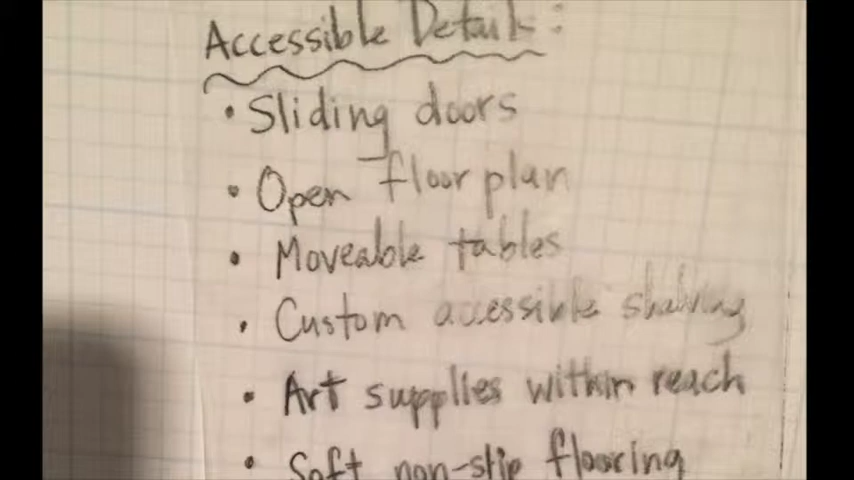 Accessible Details:
• Sliding doors
• Open floor plan
• Moveable tables
• Custom accessible shelving
• Art supplies within reach
• Soft non-slip flooring